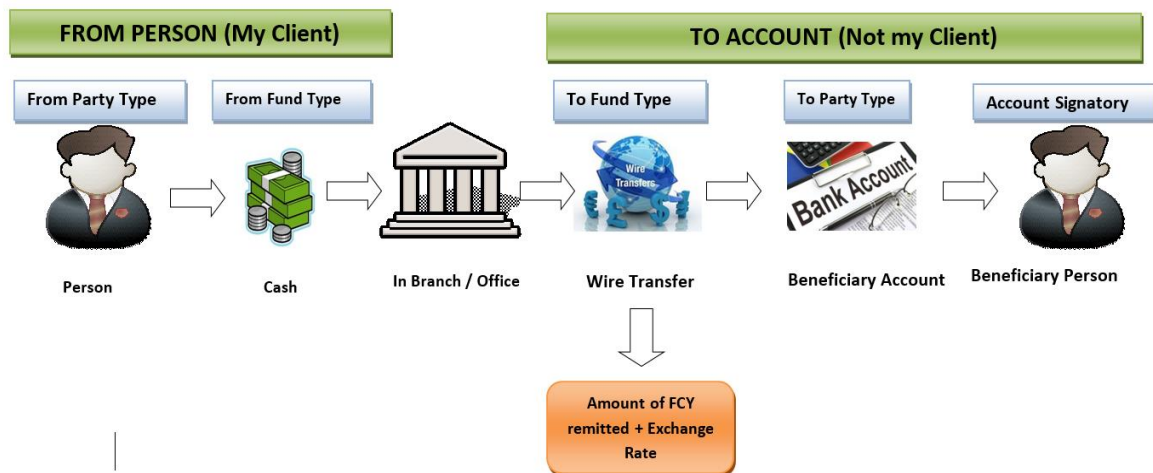 FROM PERSON (My Client)
TO ACCOUNT (Not my Client)
From Party Type
From Fund Type
To Fund Type
To Party Type
Account Signatory
Wire
Transfers
Bank Account
Person
Cash
In Branch / Office
Wire Transfer
Beneficiary Account
Beneficiary Person
Amount of FCY
remitted + Exchange
Rate